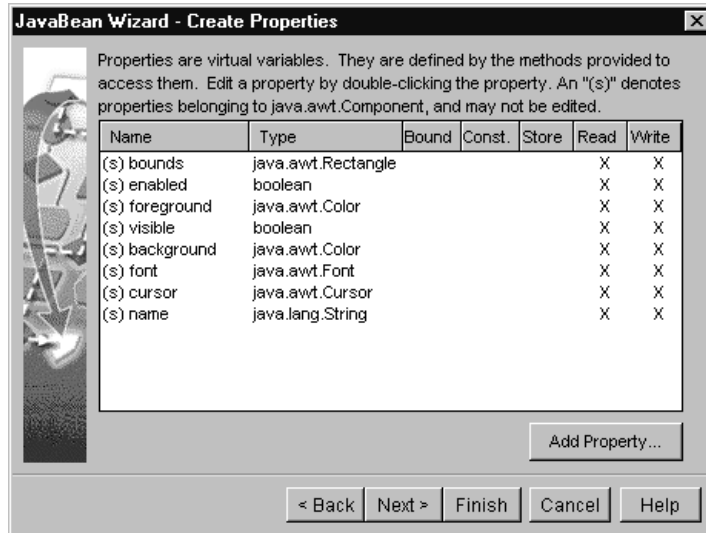 JavaBean Wizard - Create Properties
Properties are virtual variables. They are defined by the methods provided to
access them. Edit a property by double-clicking the property. An "(s)" denotes
properties belonging to java.awt.Component, and may not be edited.
Name Type Bound Const. Store Read Write
(s) bounds java.awt.Rectangle X X
(s) enabled boolean X X
(s) foreground java.awt.Color X X
(s) visible boolean X X
(s) background java.awt.Color X X
(s) font java.awt.Font X X
(s) cursor java.awt.Cursor X X
(s) name java.lang.String X X
Add Property...
< Back Next > Finish Cancel Help